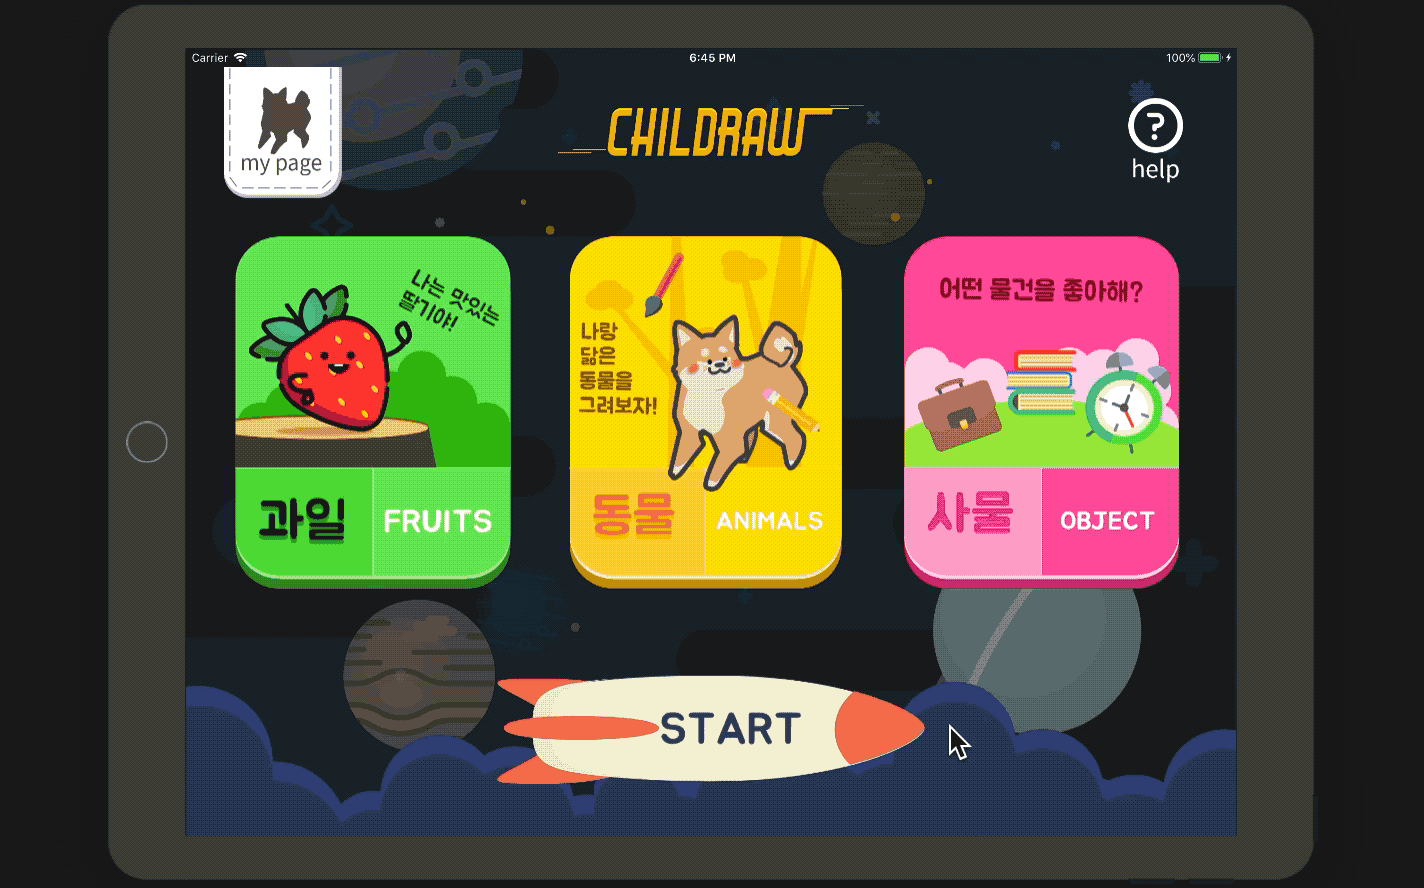 Carrier
6:45 PM
100%
my page
CHILDRAW
?
help
나는 맛있는
딸기야!
나랑
닮은
동물을
그려보자!
어떤 물건을 좋아해?
과일
FRUITS
동물
ANIMALS
사물
OBJECT
START